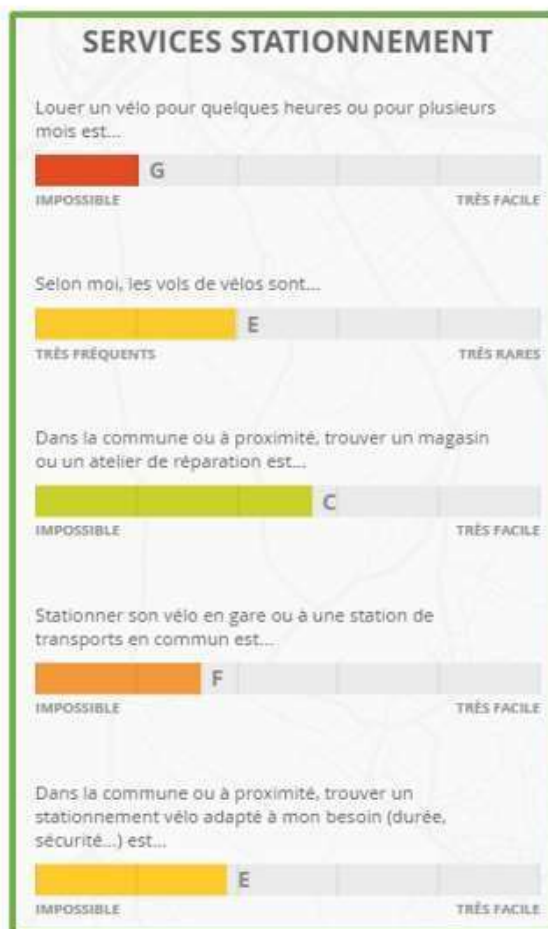 SERVICES STATIONNEMENT
Louer un vélo pour quelques heures ou pour plusieurs
mois est...
G
IMPOSSIBLE TRÈS FACILE
Selon moi, les vols de vélos sont...
E
TRÈS FRÉQUENTS TRÈS RARES
Dans la commune ou à proximité, trouver un magasin
ou un atelier de réparation est...
C
IMPOSSIBLE TRÈS FACILE
Stationner son vélo en gare ou à une station de
transports en commun est...
F
IMPOSSIBLE TRÈS FACILE
Dans la commune ou à proximité, trouver un
stationnement vélo adapté à mon besoin (durée,
sécurité...) est...
E
IMPOSSIBLE TRÈS FACILE